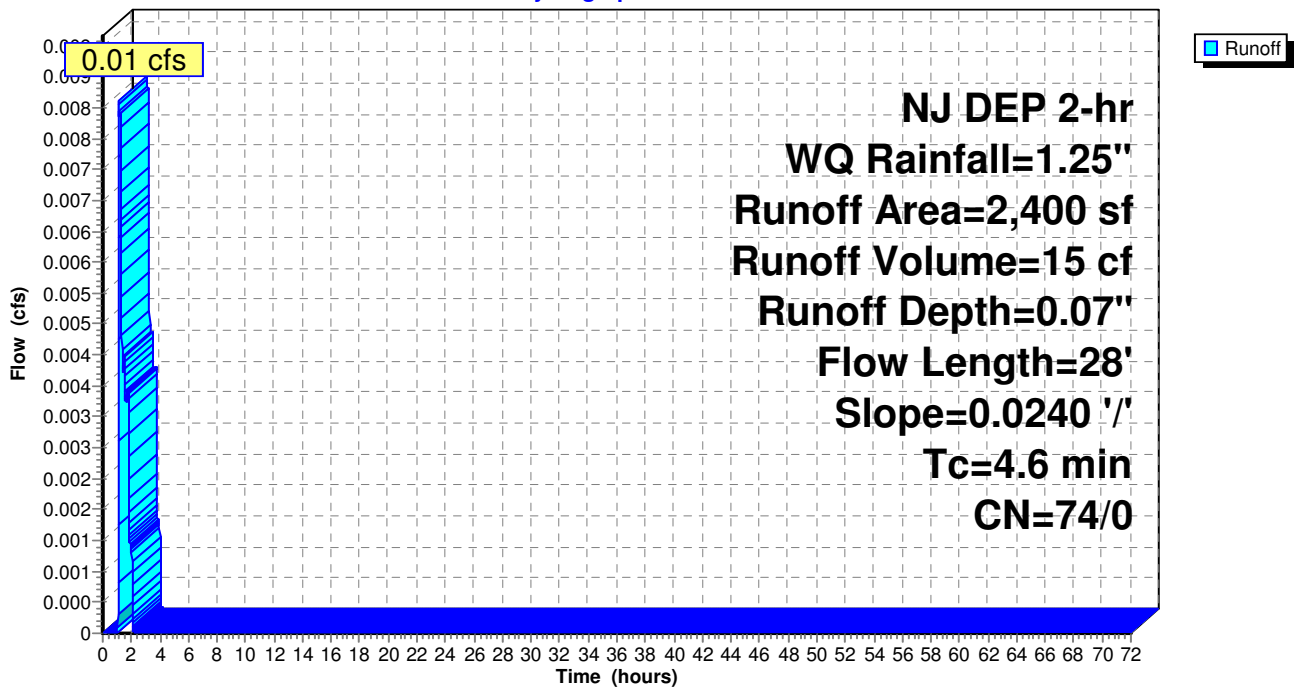 0.01 cfs
Runoff
NJ DEP 2-hr
WQ Rainfall=1.25"
Runoff Area=2,400 sf
Runoff Volume=15 cf
Runoff Depth=0.07"
Flow Length=28'
Slope=0.0240 '/'
Tc=4.6 min
CN=74/0
Flow (cfs)
0.008
0.008
0.007
0.007
0.006
0.006
0.005
0.005
0.004
0.004
0.003
0.003
0.002
0.002
0.001
0.001
0.000
0
0 2 4 6 8 10 12 14 16 18 20 22 24 26 28 30 32 34 36 38 40 42 44 46 48 50 52 54 56 58 60 62 64 66 68 70 72
Time (hours)